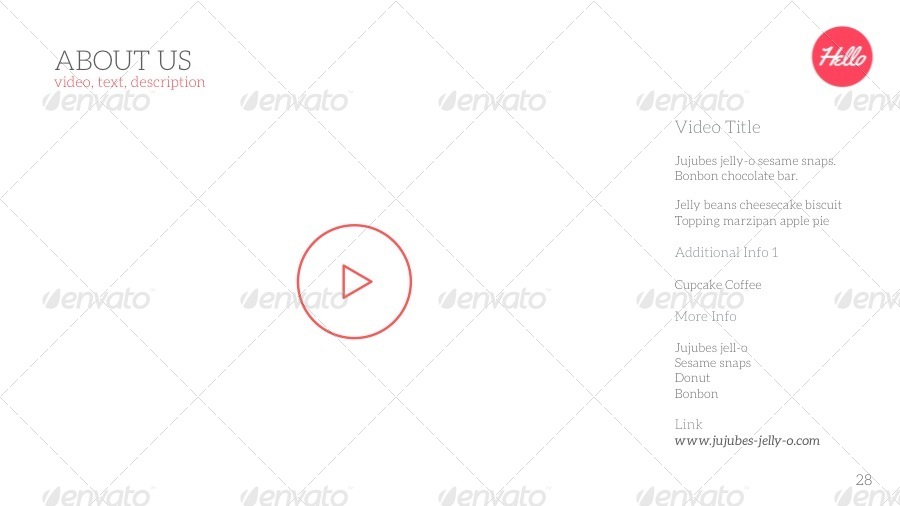 ABOUT US
video, text, description
Hello
Video Title
Jujubes jelly-o sesame snaps.
Bonbon chocolate bar.
Jelly beans cheesecake biscuit
Topping marzipan apple pie
Additional Info 1
Cupcake Coffee
More Info
Jujubes jell-o
Sesame snaps
Donut
Bonbon
Link
www.jujubes-jelly-o.com
28
envato envato envato envato envato
envato envato envato envato envato
envato envato envato envato envato